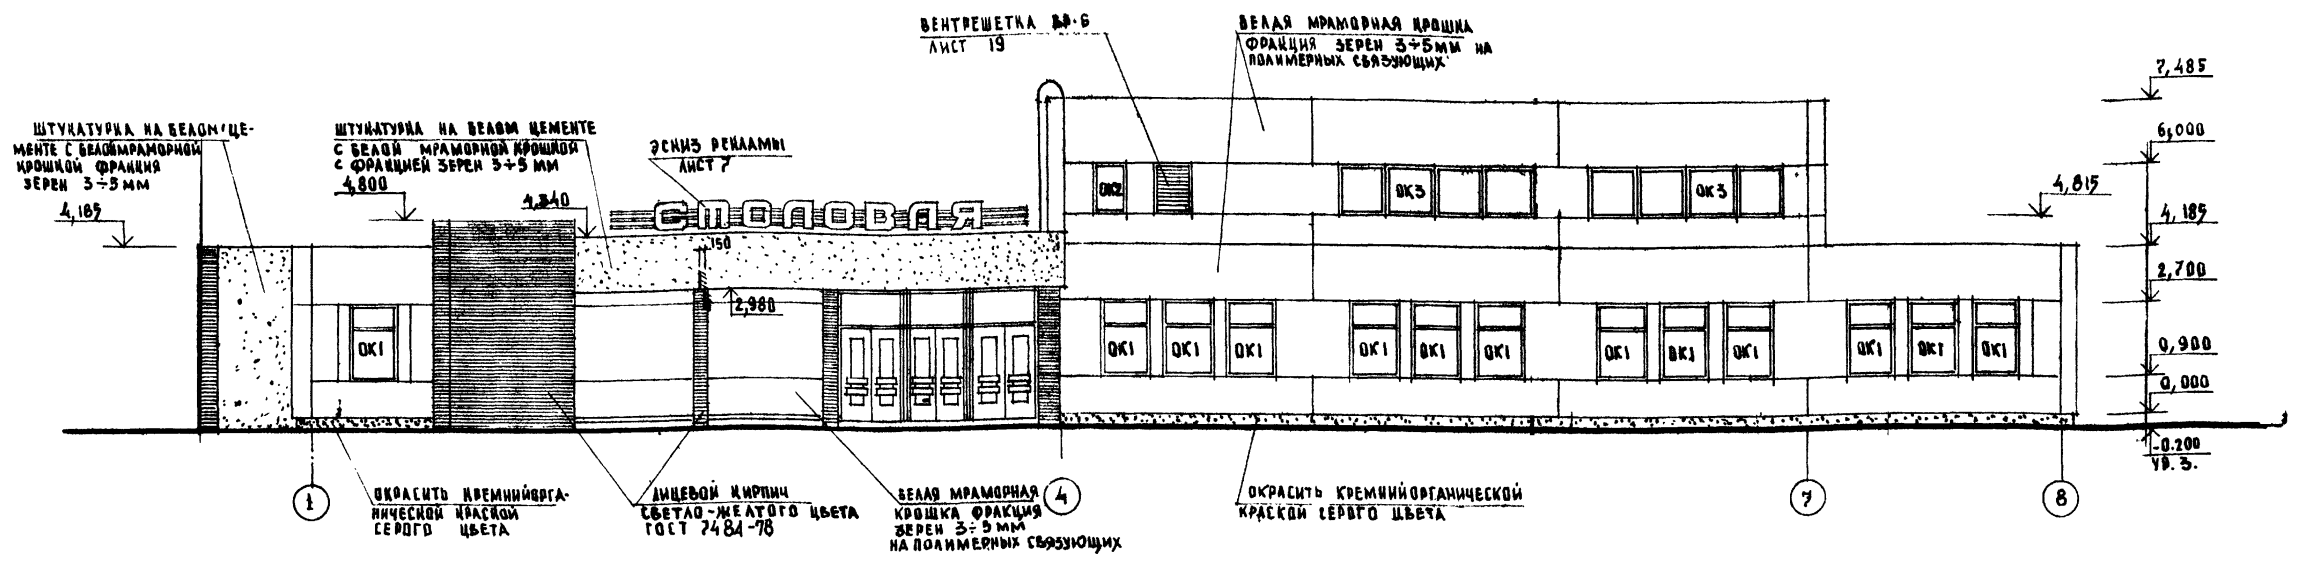 ВЕНТРЕШЕТКА ВР-6
ЛИСТ 19
БЕЛАЯ МРАМОРНАЯ КРОШКА
ФРАКЦИЯ ЗЕРЕН 3÷5ММ НА
ПОЛИМЕРНЫХ СВЯЗУЮЩИХ
7,485
6,000
4,815
4,185
2,700
0,900
0,000
-0.200
УР. З.
ШТУКАТУРКА НА БЕЛОМ ЦЕ-
МЕНТЕ С БЕЛОЙ МРАМОРНОЙ
КРОШКОЙ ФРАКЦИЯ
ЗЕРЕН 3÷5 ММ
4,185
ШТУКАТУРКА НА БЕЛОМ ЦЕМЕНТЕ
С БЕЛОЙ МРАМОРНОЙ КРОШКОЙ
С ФРАКЦИЕЙ ЗЕРЕН 3÷5 ММ
4,800
4,340
ЭСКИЗ РЕКЛАМЫ
ЛИСТ 7
СТОЛОВАЯ
150
2,980
ОК2
ОК3
ОК3
ОК1
ОК1
ОК1
ОК1
ОК1
ОК1
ОК1
ОК1
ОК1
ОК1
ОК1
ОК1
ОК1
1
4
7
8
ОКРАСИТЬ КРЕМНИЙОРГА-
НИЧЕСКОЙ КРАСКОЙ
СЕРОГО ЦВЕТА
ЛИЦЕВОЙ КИРПИЧ
СВЕТЛО-ЖЕЛТОГО ЦВЕТА
ГОСТ 7484-78
БЕЛАЯ МРАМОРНАЯ
КРОШКА ФРАКЦИЯ
ЗЕРЕН 3÷5 ММ
НА ПОЛИМЕРНЫХ СВЯЗУЮЩИХ
ОКРАСИТЬ КРЕМНИЙОРГАНИЧЕСКОЙ
КРАСКОЙ СЕРОГО ЦВЕТА